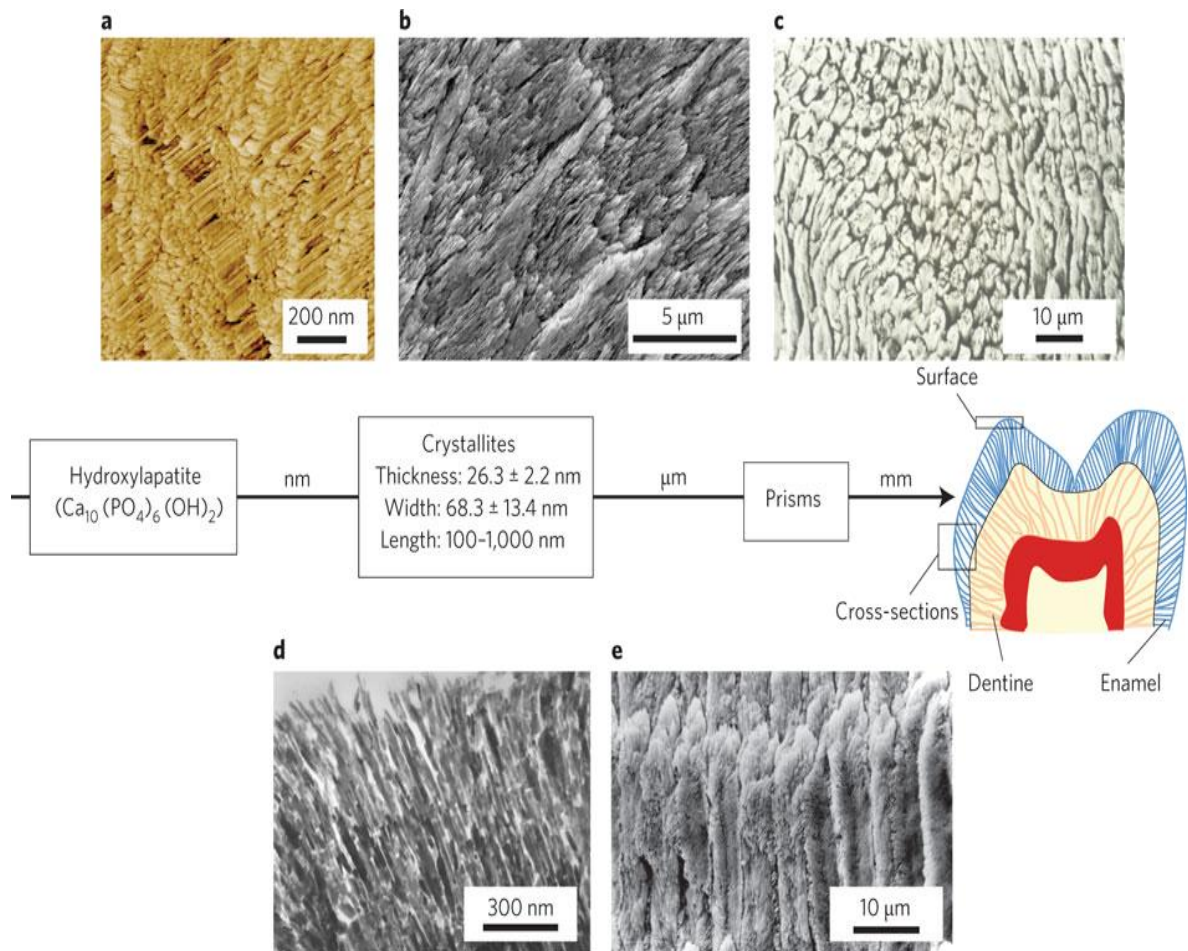 a
b
c
200 nm
5 µm
10 µm
Surface
Hydroxylapatite
(Ca₁₀ (PO₄)₆ (OH)₂)
nm
Crystallites
Thickness: 26.3 ± 2.2 nm
Width: 68.3 ± 13.4 nm
Length: 100–1,000 nm
µm
Prisms
mm
Cross-sections
Dentine
Enamel
d
e
300 nm
10 µm